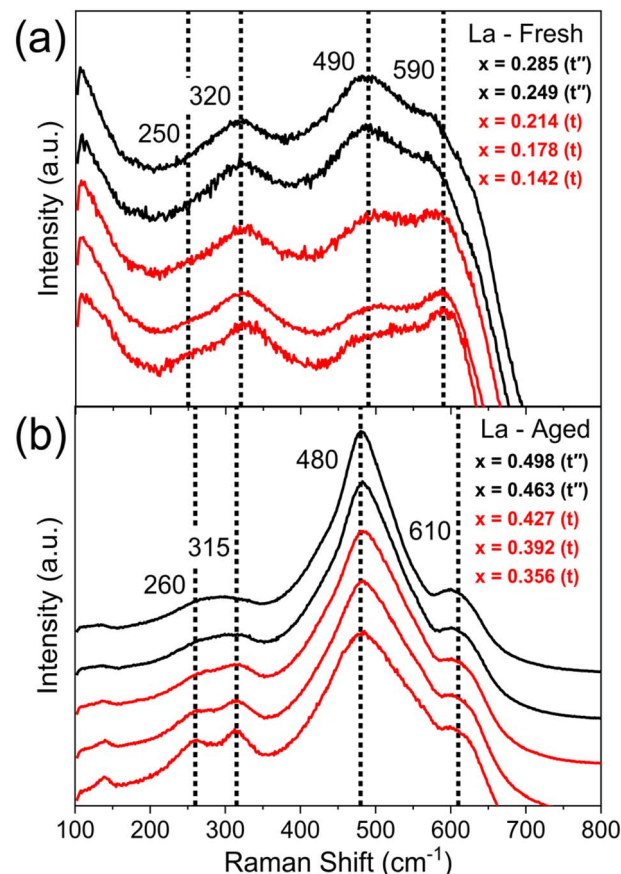 (a)
La - Fresh
x = 0.285 (t″)
x = 0.249 (t″)
x = 0.214 (t)
x = 0.178 (t)
x = 0.142 (t)
250
320
490
590
Intensity (a.u.)
(b)
La - Aged
x = 0.498 (t″)
x = 0.463 (t″)
x = 0.427 (t)
x = 0.392 (t)
x = 0.356 (t)
260
315
480
610
Intensity (a.u.)
100 200 300 400 500 600 700 800
Raman Shift (cm⁻¹)